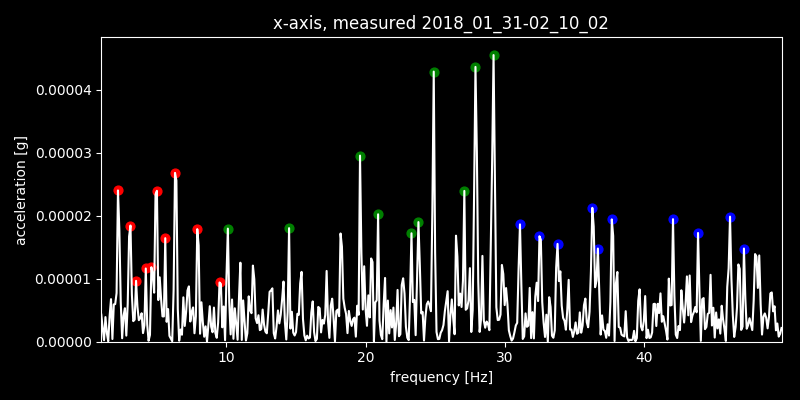 x-axis, measured 2018_01_31-02_10_02
acceleration [g]
0.00004
0.00003
0.00002
0.00001
0.00000
10 20 30 40
frequency [Hz]